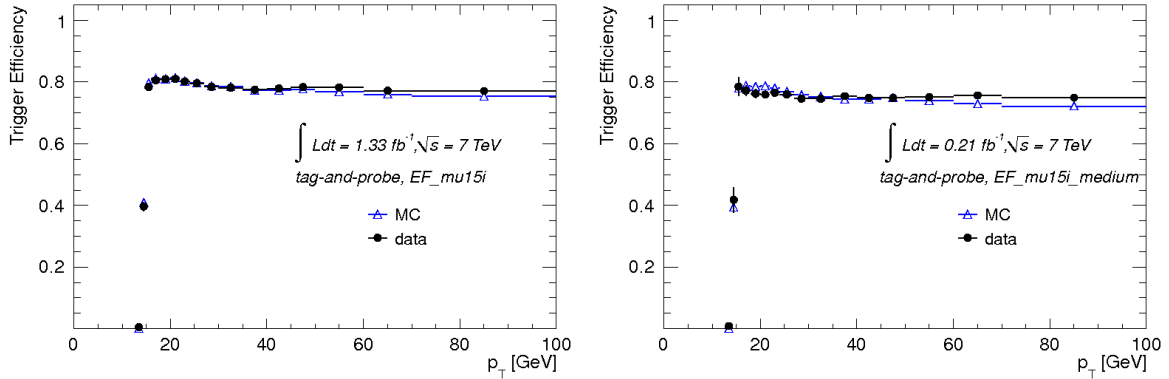 Trigger Efficiency
1
0.8
0.6
0.4
0.2
∫ Ldt = 1.33 fb⁻¹,√s = 7 TeV
tag-and-probe, EF_mu15i
MC
data
0 20 40 60 80 100
p_T [GeV]
Trigger Efficiency
1
0.8
0.6
0.4
0.2
∫ Ldt = 0.21 fb⁻¹,√s = 7 TeV
tag-and-probe, EF_mu15i_medium
MC
data
0 20 40 60 80 100
p_T [GeV]